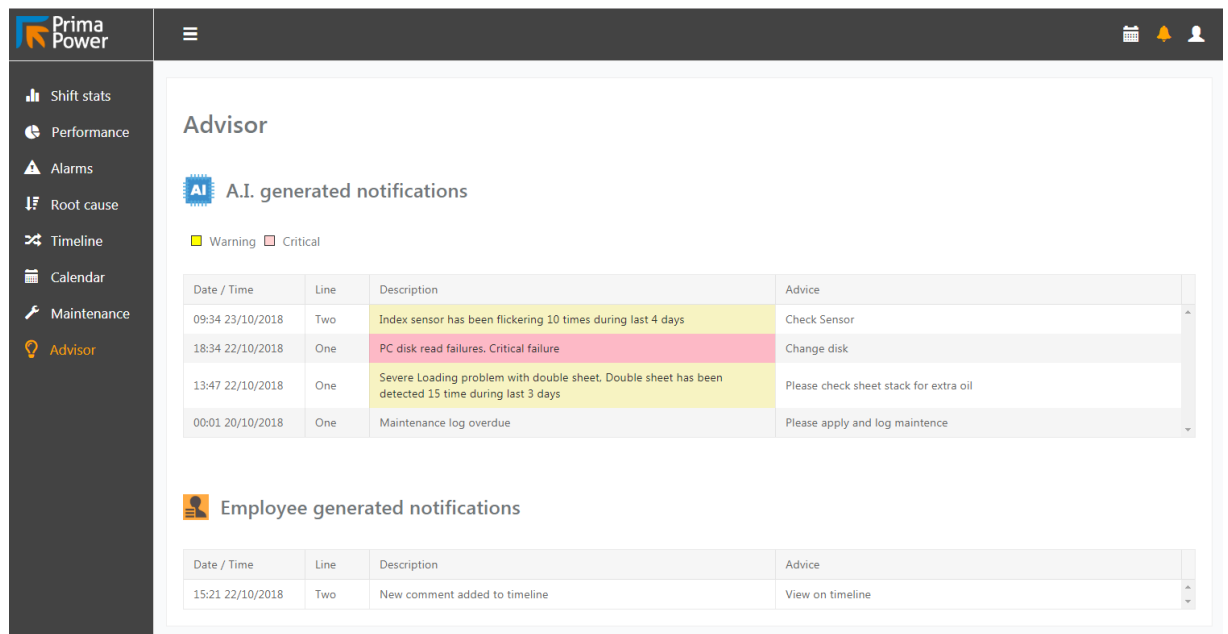 Prima
Power
Shift stats
Performance
Alarms
Root cause
Timeline
Calendar
Maintenance
Advisor
Advisor
AI A.I. generated notifications
Warning Critical
Date / Time Line Description Advice
09:34 23/10/2018 Two Index sensor has been flickering 10 times during last 4 days Check Sensor
18:34 22/10/2018 One PC disk read failures. Critical failure Change disk
13:47 22/10/2018 One Severe Loading problem with double sheet. Double sheet has been
detected 15 time during last 3 days Please check sheet stack for extra oil
00:01 20/10/2018 One Maintenance log overdue Please apply and log maintence
Employee generated notifications
Date / Time Line Description Advice
15:21 22/10/2018 Two New comment added to timeline View on timeline